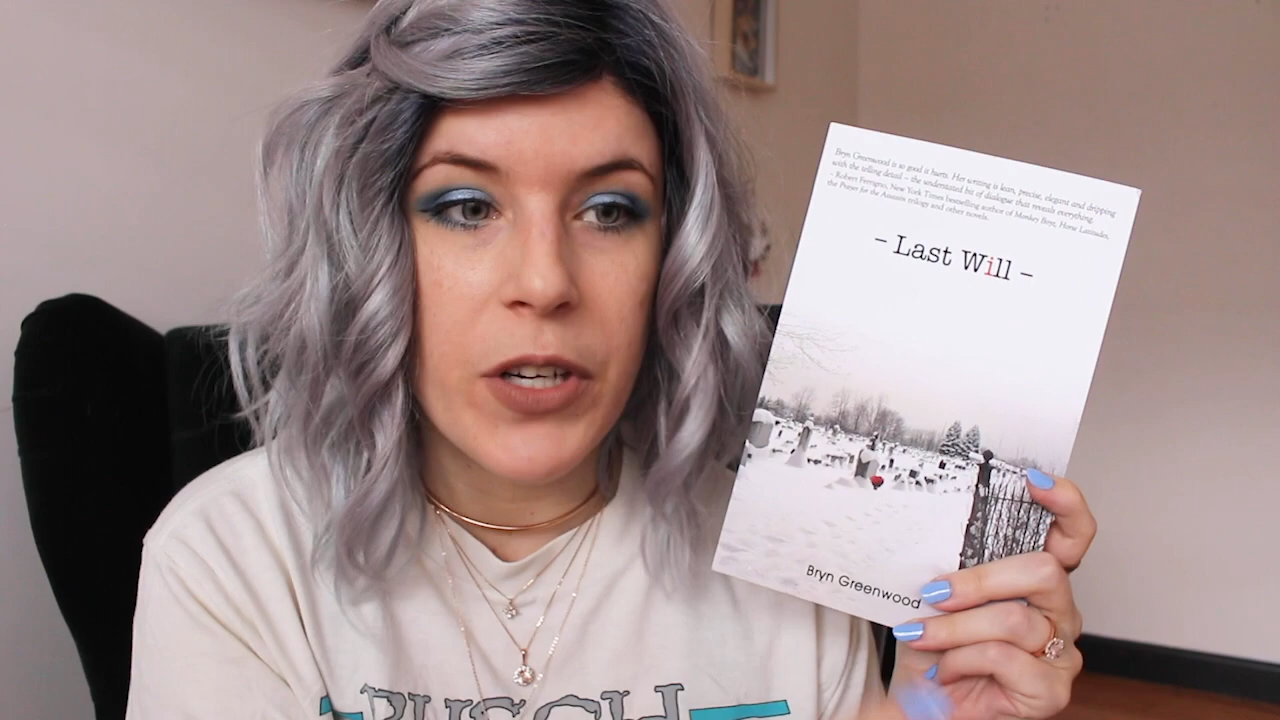 Bryn Greenwood is so good it hurts. Her writing is lean, precise, elegant and dripping
with the telling detail – the understated bit of dialogue that reveals everything.
- Robert Ferrigno, New York Times bestselling author of Monkey Boyz, Horse Latitudes,
the Prayer for the Assassin trilogy and other novels.
– Last Will –
Bryn Greenwood
BUSCH